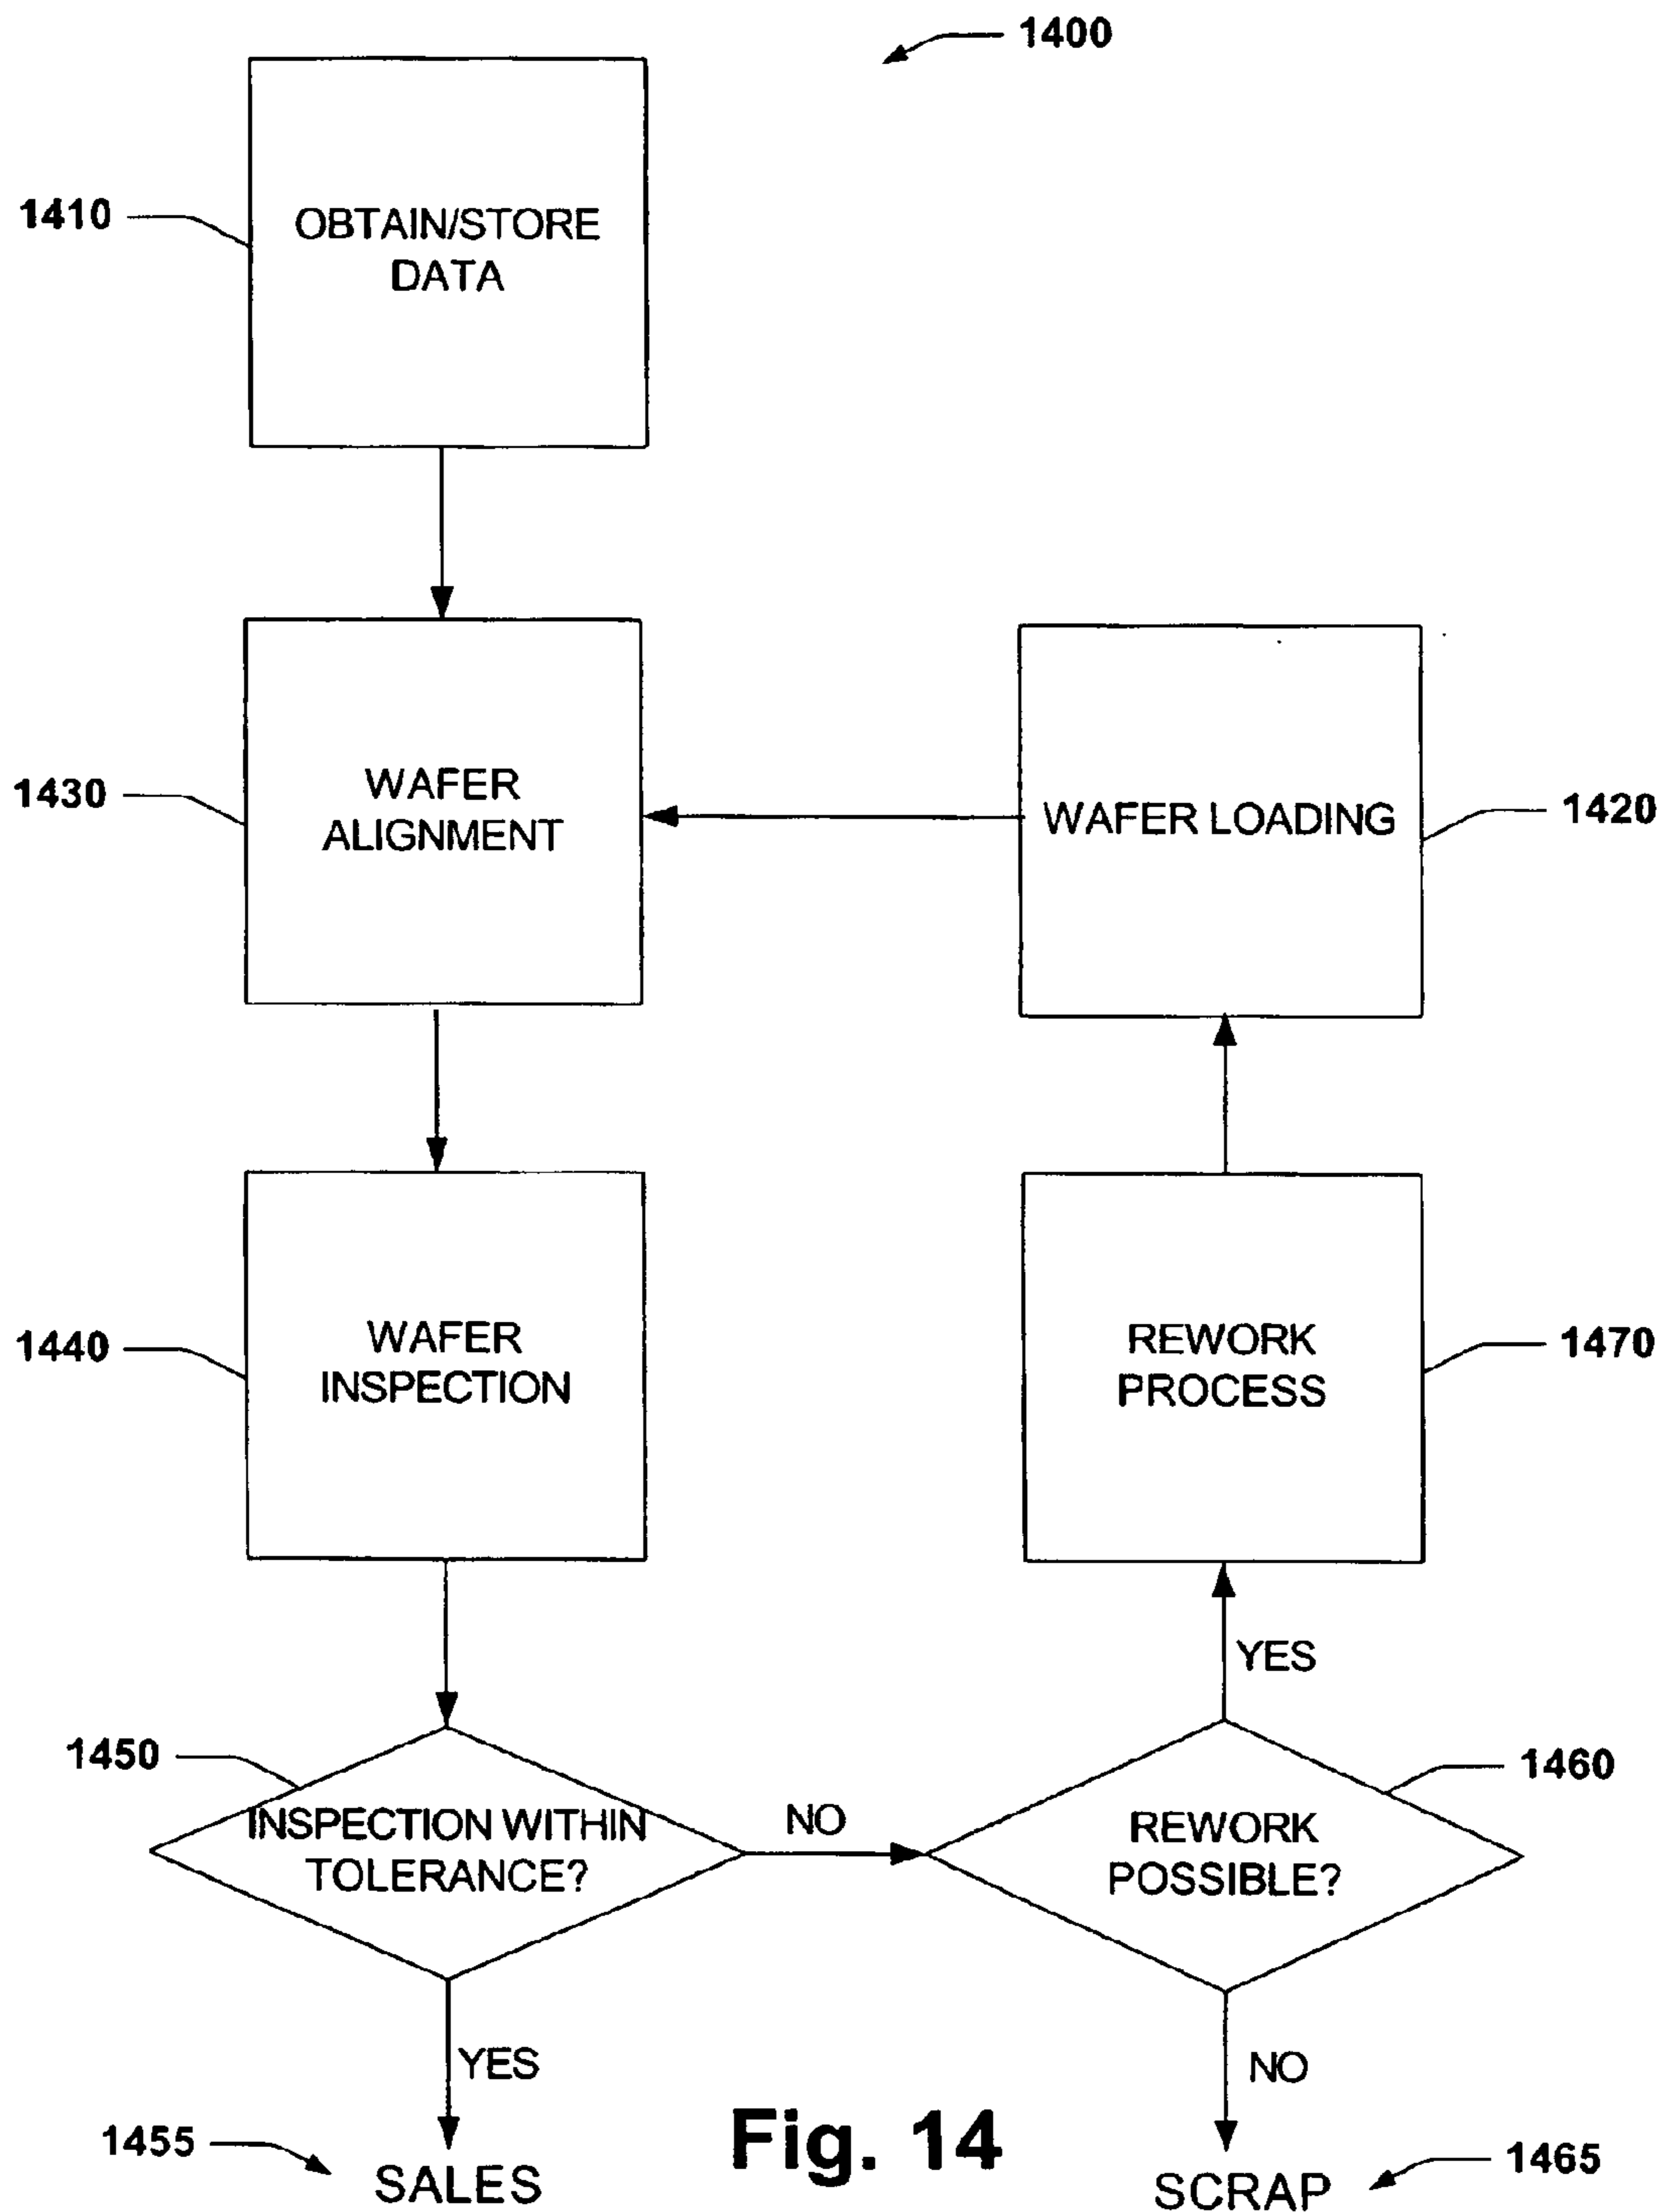 1400
1410
OBTAIN/STORE
DATA
1430
WAFER
ALIGNMENT
WAFER LOADING
1420
1440
WAFER
INSPECTION
REWORK
PROCESS
1470
YES
1450
INSPECTION WITHIN
TOLERANCE?
NO
REWORK
POSSIBLE?
1460
YES
NO
1455
SALES
Fig. 14
SCRAP
1465